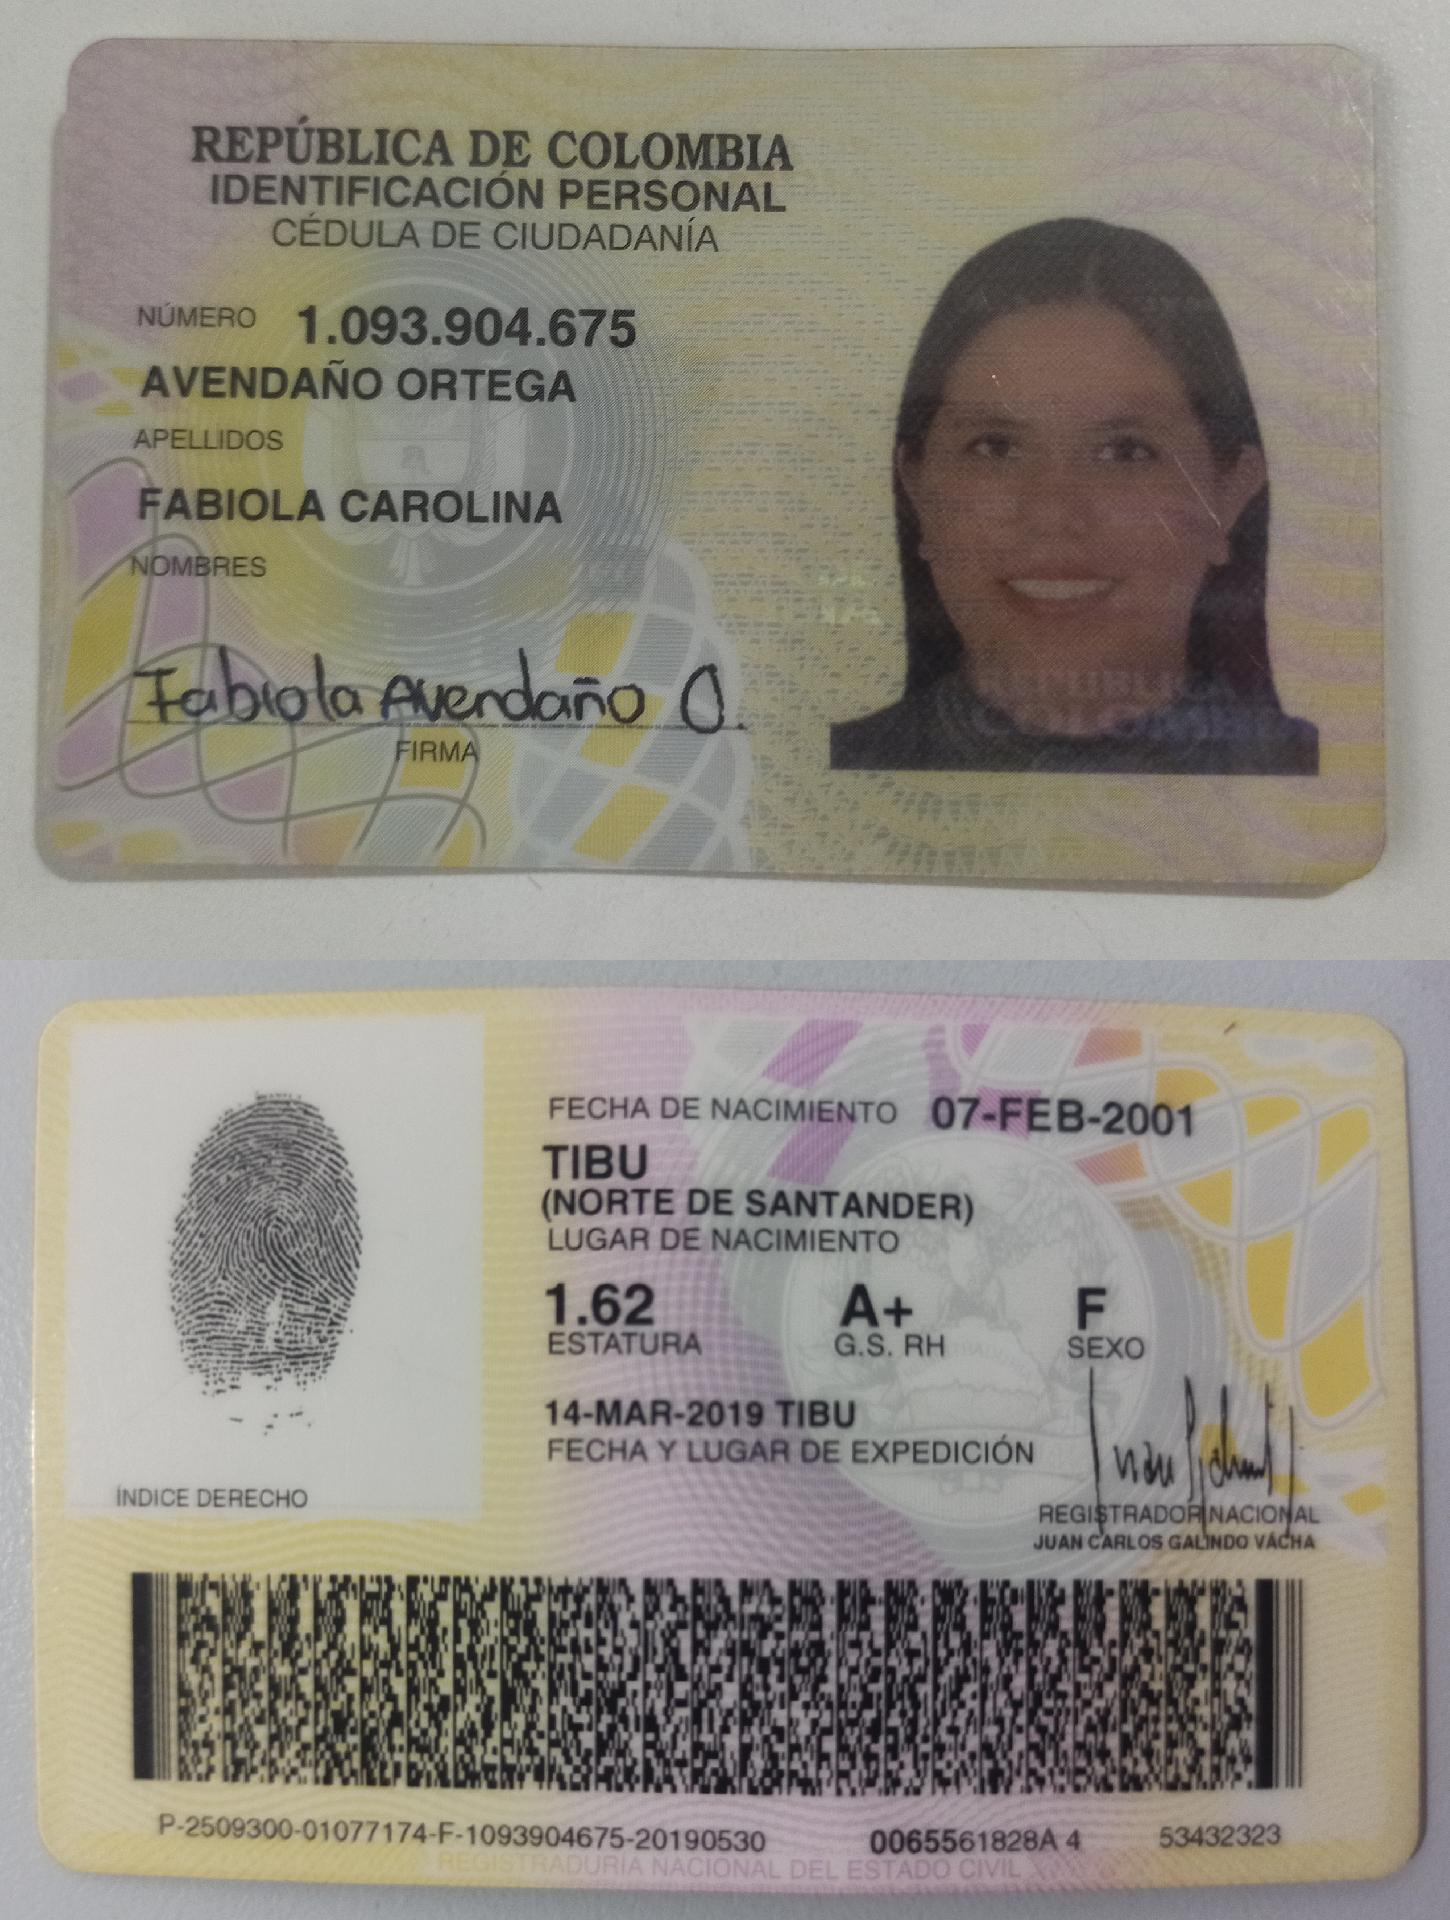 REPÚBLICA DE COLOMBIA
IDENTIFICACIÓN PERSONAL
CÉDULA DE CIUDADANÍA
NÚMERO 1.093.904.675
AVENDAÑO ORTEGA
APELLIDOS
FABIOLA CAROLINA
NOMBRES
Fabiola Avendaño O.
FIRMA
FECHA DE NACIMIENTO 07-FEB-2001
TIBU
(NORTE DE SANTANDER)
LUGAR DE NACIMIENTO
1.62 A+ F
ESTATURA G.S. RH SEXO
14-MAR-2019 TIBU
FECHA Y LUGAR DE EXPEDICIÓN
ÍNDICE DERECHO
REGISTRADOR NACIONAL
JUAN CARLOS GALINDO VÁCHA
P-2509300-01077174-F-1093904675-20190530 0065561828A 4 53432323
REGISTRADURIA NACIONAL DEL ESTADO CIVIL